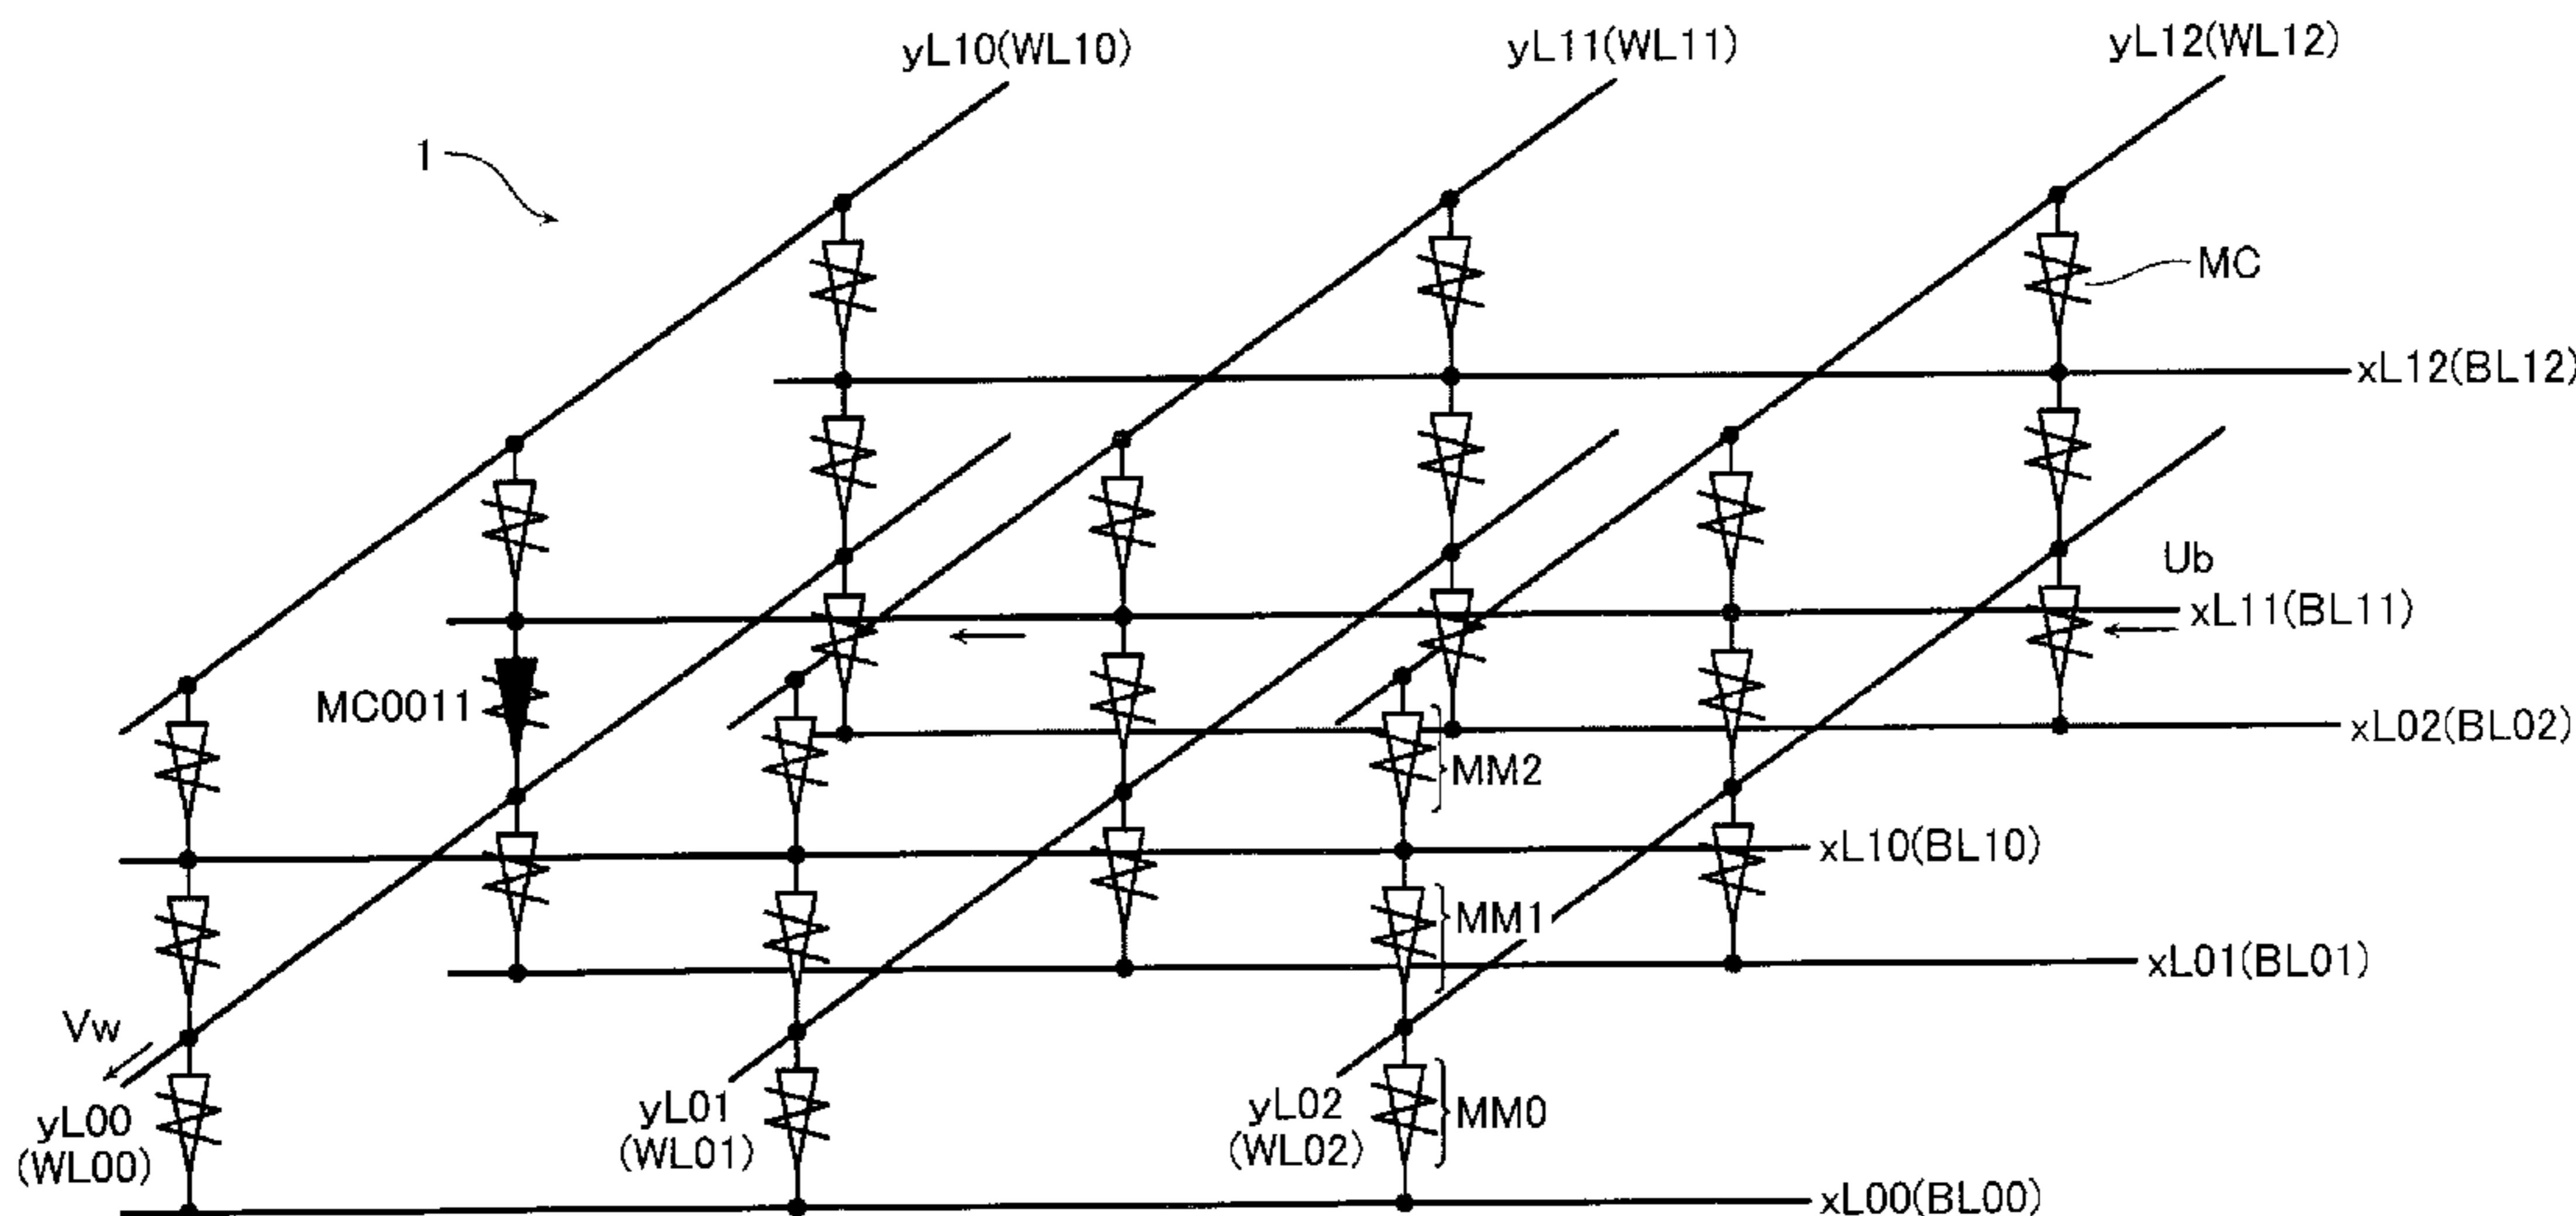 yL10(WL10)
yL11(WL11)
yL12(WL12)
1
MC
xL12(BL12)
Ub
xL11(BL11)
MC0011
xL02(BL02)
MM2
xL10(BL10)
MM1
xL01(BL01)
Vw
yL00
(WL00)
yL01
(WL01)
yL02
(WL02)
MM0
xL00(BL00)